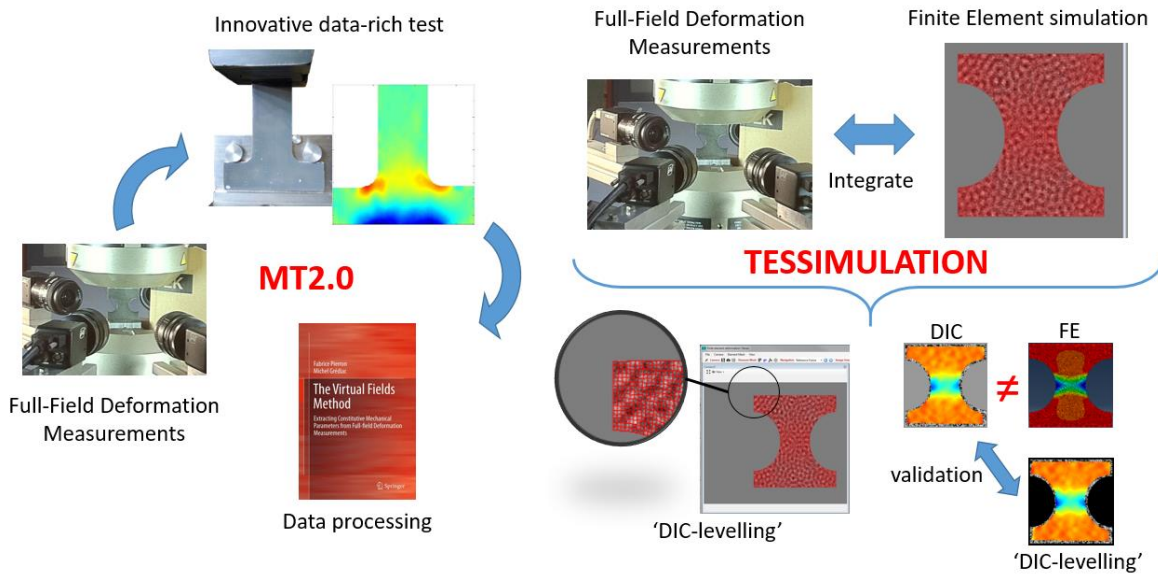 Innovative data-rich test
MT2.0
Full-Field Deformation
Measurements
Fabrice Pierron
Michel Grédiac
The Virtual Fields
Method
Extracting Constitutive Mechanical
Parameters from Full-field Deformation
Measurements
Springer
Data processing
Full-Field Deformation
Measurements
Finite Element simulation
Integrate
TESSIMULATION
'DIC-levelling'
DIC
FE
≠
validation
'DIC-levelling'